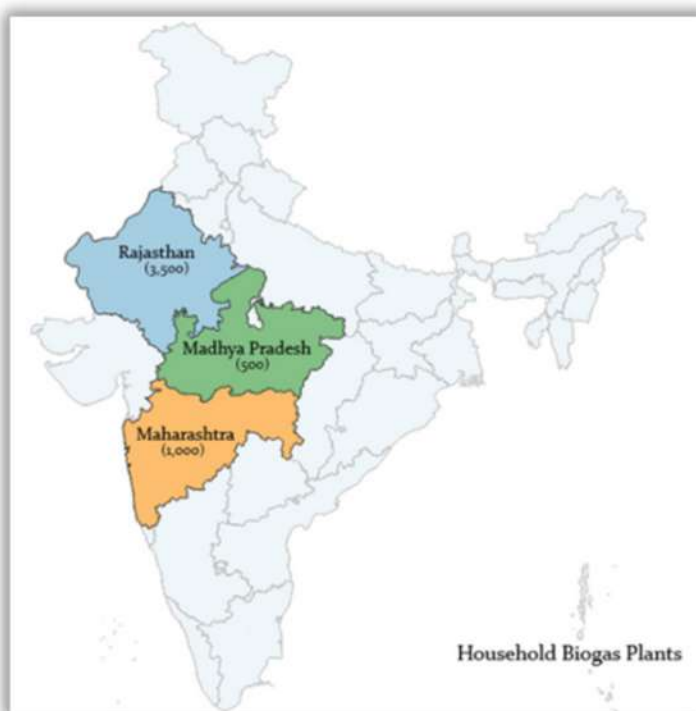 Rajasthan
(3,500)
Madhya Pradesh
(500)
Maharashtra
(1,000)
Household Biogas Plants